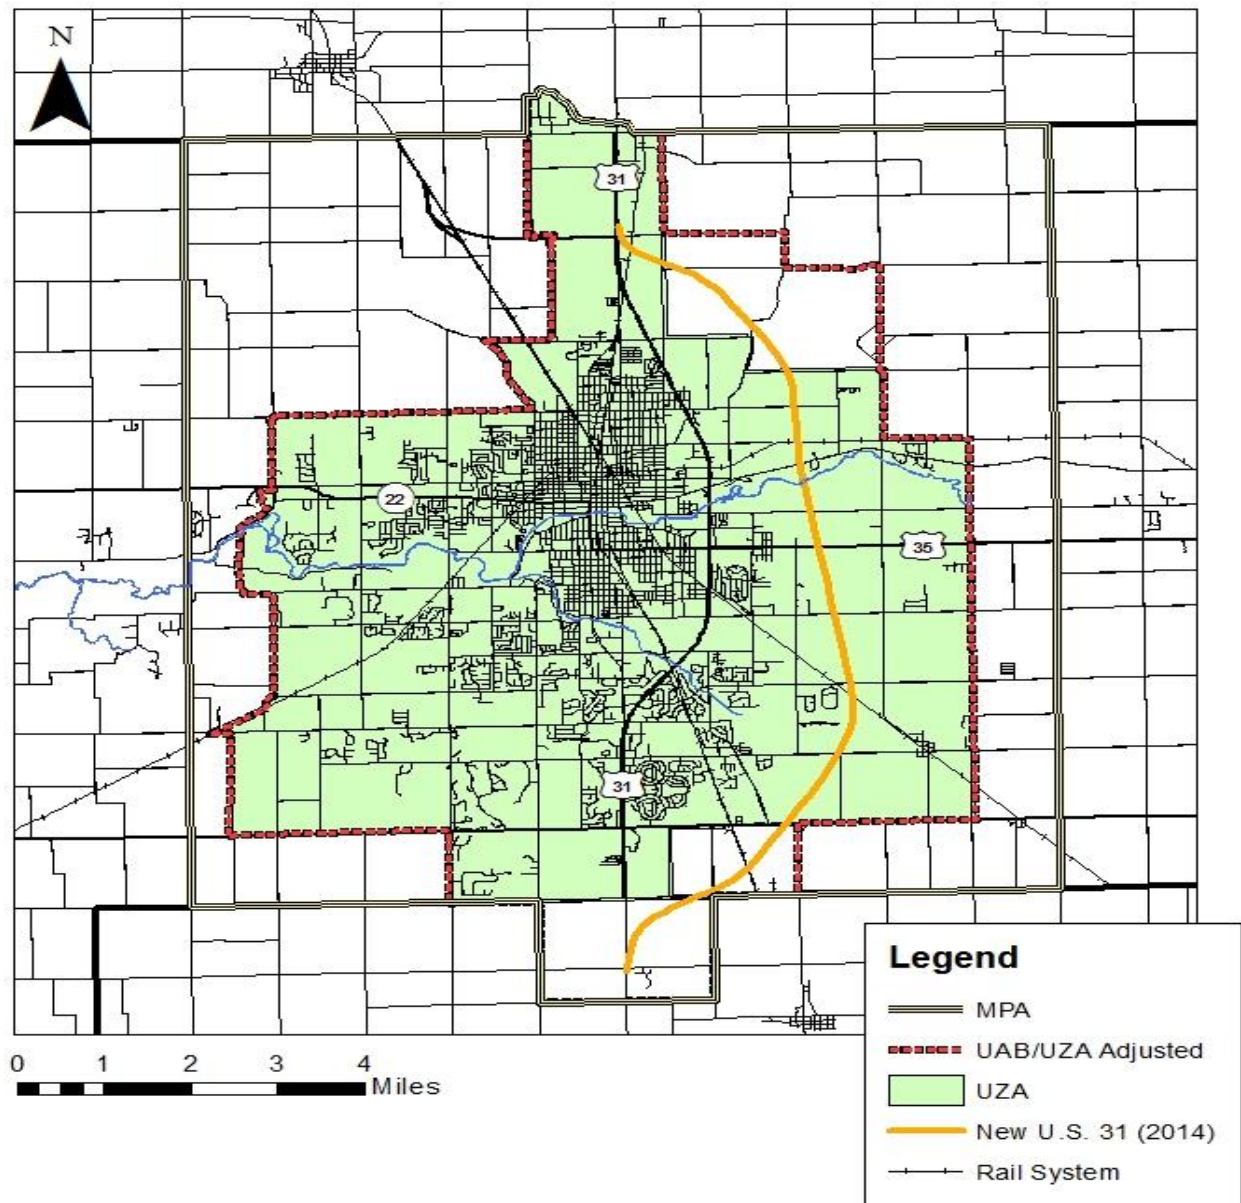 N
31
22
35
31
0 1 2 3 4
Miles
Legend
MPA
UAB/UZA Adjusted
UZA
New U.S. 31 (2014)
Rail System